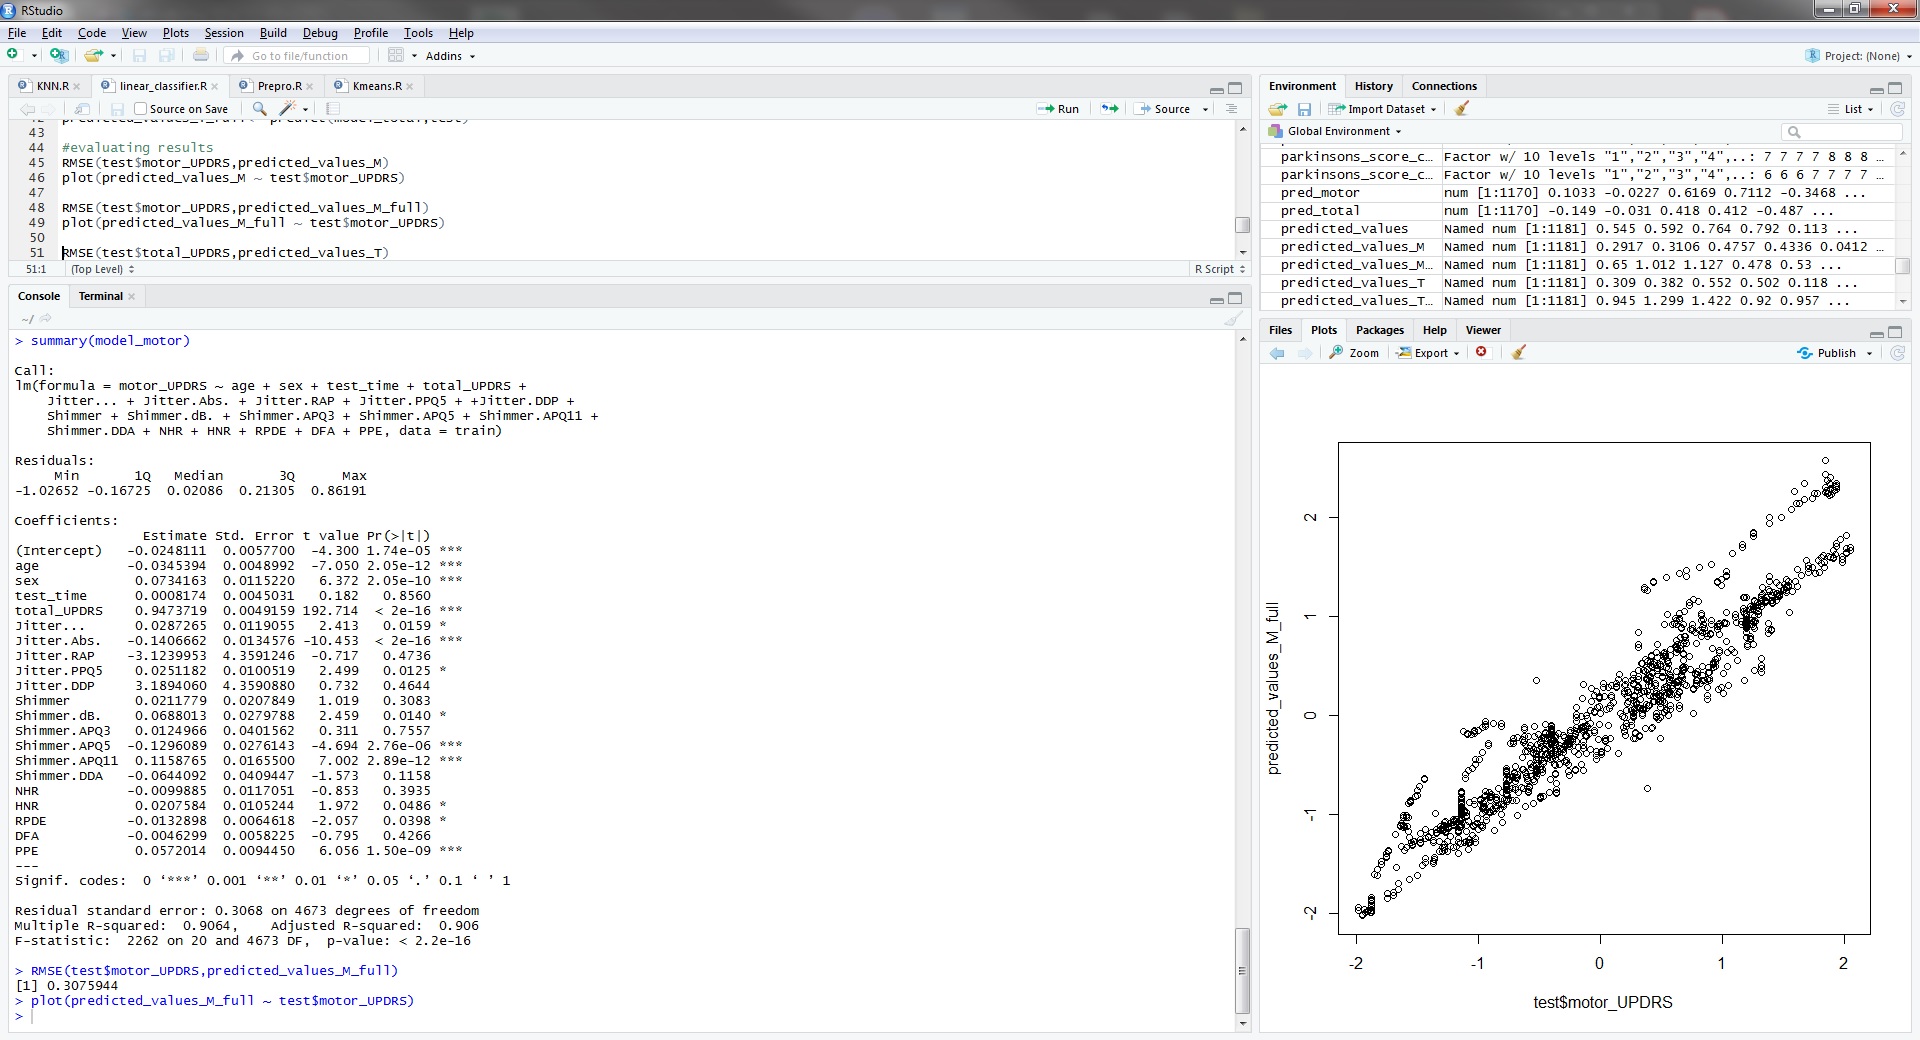 RStudio
File Edit Code View Plots Session Build Debug Profile Tools Help
Go to file/function Addins Project: (None)
KNN.R linear_classifier.R Prepro.R Kmeans.R
Source on Save Run Source
42 predicted_values_T_full<- predict(model_total,test)
43
44 #evaluating results
45 RMSE(test$motor_UPDRS,predicted_values_M)
46 plot(predicted_values_M ~ test$motor_UPDRS)
47
48 RMSE(test$motor_UPDRS,predicted_values_M_full)
49 plot(predicted_values_M_full ~ test$motor_UPDRS)
50
51 RMSE(test$total_UPDRS,predicted_values_T)
51:1 (Top Level) R Script
Console Terminal
~/
> summary(model_motor)
Call:
lm(formula = motor_UPDRS ~ age + sex + test_time + total_UPDRS +
Jitter... + Jitter.Abs. + Jitter.RAP + Jitter.PPQ5 + +Jitter.DDP +
Shimmer + Shimmer.dB. + Shimmer.APQ3 + Shimmer.APQ5 + Shimmer.APQ11 +
Shimmer.DDA + NHR + HNR + RPDE + DFA + PPE, data = train)
Residuals:
Min 1Q Median 3Q Max
-1.02652 -0.16725 0.02086 0.21305 0.86191
Coefficients:
Estimate Std. Error t value Pr(>|t|)
(Intercept) -0.0248111 0.0057700 -4.300 1.74e-05 ***
age -0.0345394 0.0048992 -7.050 2.05e-12 ***
sex 0.0734163 0.0115220 6.372 2.05e-10 ***
test_time 0.0008174 0.0045031 0.182 0.8560
total_UPDRS 0.9473719 0.0049159 192.714 < 2e-16 ***
Jitter... 0.0287265 0.0119055 2.413 0.0159 *
Jitter.Abs. -0.1406662 0.0134576 -10.453 < 2e-16 ***
Jitter.RAP -3.1239953 4.3591246 -0.717 0.4736
Jitter.PPQ5 0.0251182 0.0100519 2.499 0.0125 *
Jitter.DDP 3.1894060 4.3590880 0.732 0.4644
Shimmer 0.0211779 0.0207849 1.019 0.3083
Shimmer.dB. 0.0688013 0.0279788 2.459 0.0140 *
Shimmer.APQ3 0.0124966 0.0401562 0.311 0.7557
Shimmer.APQ5 -0.1296089 0.0276143 -4.694 2.76e-06 ***
Shimmer.APQ11 0.1158765 0.0165500 7.002 2.89e-12 ***
Shimmer.DDA -0.0644092 0.0409447 -1.573 0.1158
NHR -0.0099885 0.0117051 -0.853 0.3935
HNR 0.0207584 0.0105244 1.972 0.0486 *
RPDE -0.0132898 0.0064618 -2.057 0.0398 *
DFA -0.0046299 0.0058225 -0.795 0.4266
PPE 0.0572014 0.0094450 6.056 1.50e-09 ***
---
Signif. codes: 0 ‘***’ 0.001 ‘**’ 0.01 ‘*’ 0.05 ‘.’ 0.1 ‘ ’ 1
Residual standard error: 0.3068 on 4673 degrees of freedom
Multiple R-squared: 0.9064, Adjusted R-squared: 0.906
F-statistic: 2262 on 20 and 4673 DF, p-value: < 2.2e-16
> RMSE(test$motor_UPDRS,predicted_values_M_full)
[1] 0.3075944
> plot(predicted_values_M_full ~ test$motor_UPDRS)
>
Environment History Connections
Import Dataset List
Global Environment
parkinsons_score_c… Factor w/ 10 levels "1","2","3","4",..: 7 7 7 7 8 8 8 …
parkinsons_score_c… Factor w/ 10 levels "1","2","3","4",..: 6 6 6 7 7 7 7 …
pred_motor num [1:1170] 0.1033 -0.0227 0.6169 0.7112 -0.3468 ...
pred_total num [1:1170] -0.149 -0.031 0.418 0.412 -0.487 ...
predicted_values Named num [1:1181] 0.545 0.592 0.764 0.792 0.113 ...
predicted_values_M Named num [1:1181] 0.2917 0.3106 0.4757 0.4336 0.0412 …
predicted_values_M… Named num [1:1181] 0.65 1.012 1.127 0.478 0.53 ...
predicted_values_T Named num [1:1181] 0.309 0.382 0.552 0.502 0.118 ...
predicted_values_T… Named num [1:1181] 0.945 1.299 1.422 0.92 0.957 ...
Files Plots Packages Help Viewer
Zoom Export Publish
predicted_values_M_full
2
1
0
-1
-2
-2 -1 0 1 2
test$motor_UPDRS